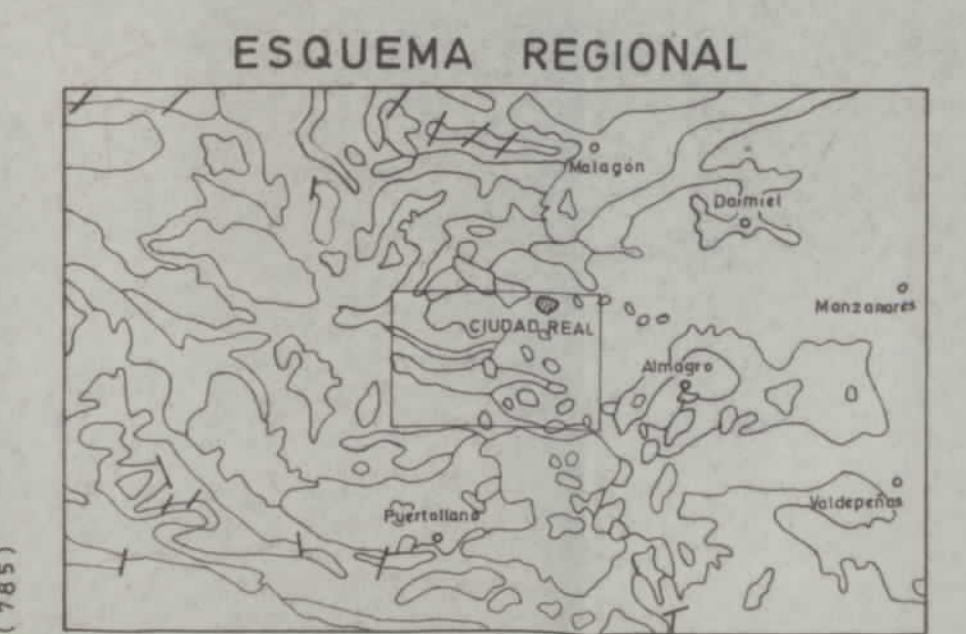 ESQUEMA REGIONAL
Malagón
Daimiel
Manzanares
CIUDAD REAL
Almagro
Valdepeñas
Puertollano
(785)